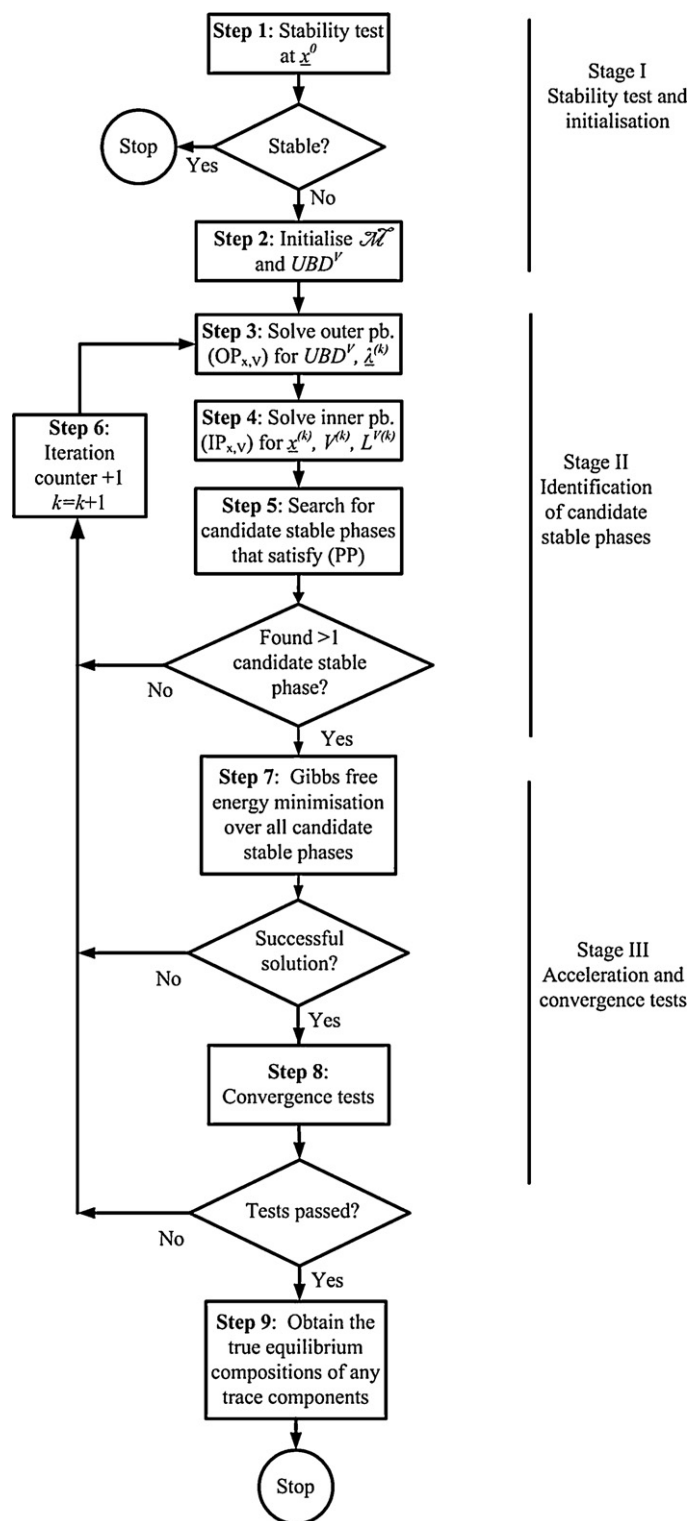 Step 1: Stability test
at x⁰
Stage I
Stability test and
initialisation
Stable?
Stop
Yes
No
Step 2: Initialise ℳ
and UBD^V
Step 3: Solve outer pb.
(OP_x,v) for UBD^V, λ̂^(k)
Step 4: Solve inner pb.
(IP_x,v) for x^(k), V^(k), L^V(k)
Step 6:
Iteration
counter +1
k=k+1
Step 5: Search for
candidate stable phases
that satisfy (PP)
Stage II
Identification
of candidate
stable phases
Found >1
candidate stable
phase?
No
Yes
Step 7: Gibbs free
energy minimisation
over all candidate
stable phases
Successful
solution?
No
Yes
Stage III
Acceleration and
convergence tests
Step 8:
Convergence tests
Tests passed?
No
Yes
Step 9: Obtain the
true equilibrium
compositions of any
trace components
Stop